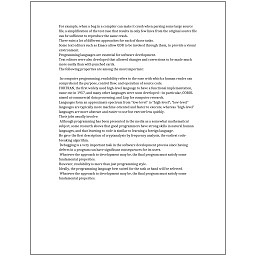 For example, when a bug in a compiler can make it crash when parsing some large source
file, a simplification of the test case that results in only few lines from the original source file
can be sufficient to reproduce the same crash.
There exist a lot of different approaches for each of those tasks.
Some text editors such as Emacs allow GDB to be invoked through them, to provide a visual
environment.
Programming languages are essential for software development.
Text editors were also developed that allowed changes and corrections to be made much
more easily than with punched cards.
The following properties are among the most important:

In computer programming, readability refers to the ease with which a human reader can
comprehend the purpose, control flow, and operation of source code.
FORTRAN, the first widely used high-level language to have a functional implementation,
came out in 1957, and many other languages were soon developed—in particular, COBOL
aimed at commercial data processing, and Lisp for computer research.
Languages form an approximate spectrum from "low-level" to "high-level"; "low-level"
languages are typically more machine-oriented and faster to execute, whereas "high-level"
languages are more abstract and easier to use but execute less quickly.
Their jobs usually involve:
Although programming has been presented in the media as a somewhat mathematical
subject, some research shows that good programmers have strong skills in natural human
languages, and that learning to code is similar to learning a foreign language.
He gave the first description of cryptanalysis by frequency analysis, the earliest code-
breaking algorithm.
Debugging is a very important task in the software development process since having
defects in a program can have significant consequences for its users.
Whatever the approach to development may be, the final program must satisfy some
fundamental properties.
However, readability is more than just programming style.
Ideally, the programming language best suited for the task at hand will be selected.
Whatever the approach to development may be, the final program must satisfy some
fundamental properties.